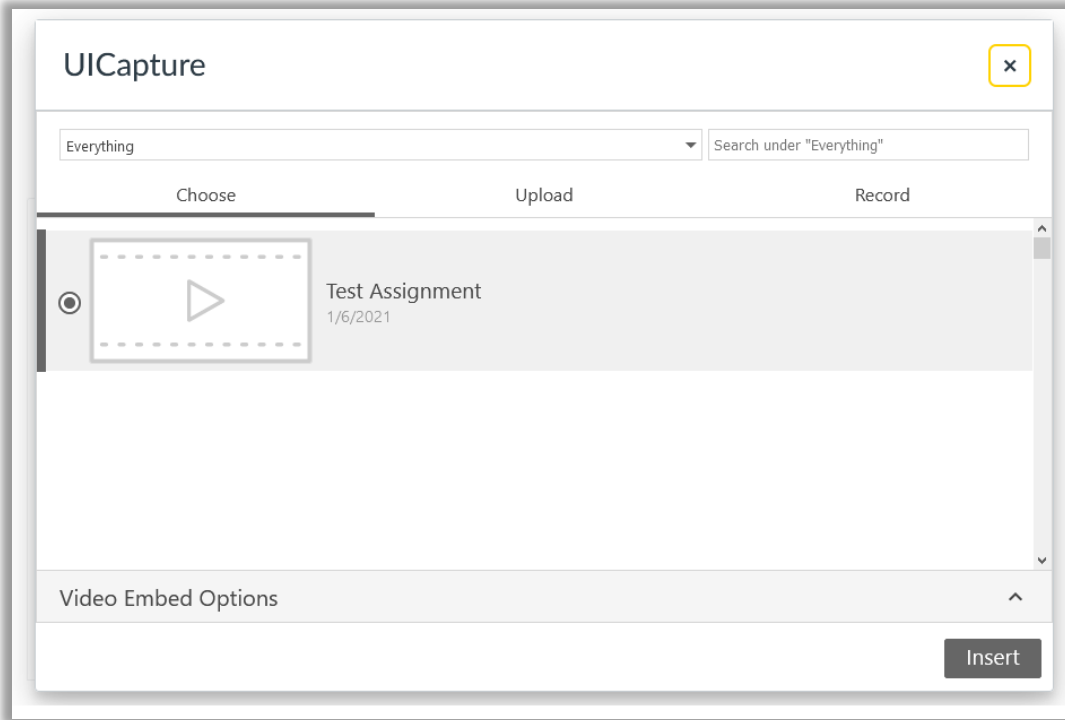 UICapture
Everything
Search under "Everything"
Choose
Upload
Record
Test Assignment
1/6/2021
Video Embed Options
Insert